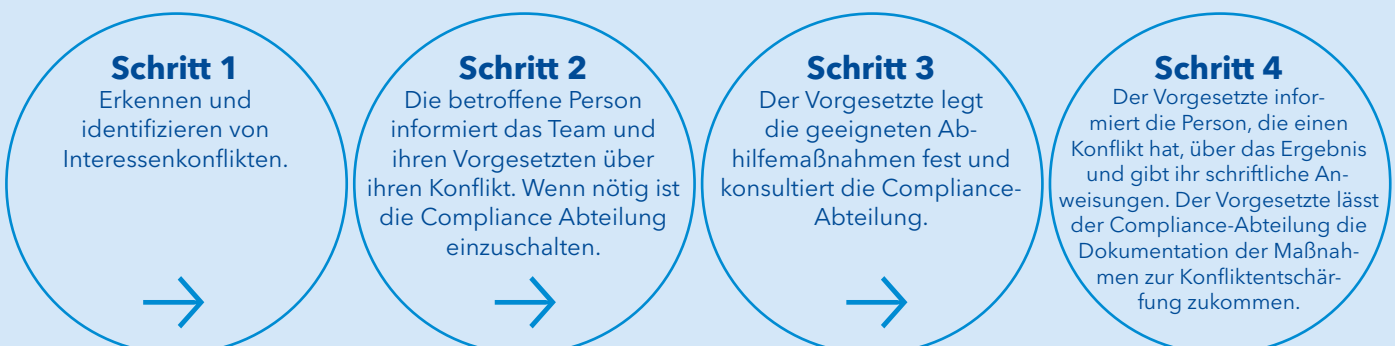 Schritt 1
Erkennen und
identifizieren von
Interessenkonflikten.
Schritt 2
Die betroffene Person
informiert das Team und
ihren Vorgesetzten über
ihren Konflikt. Wenn nötig ist
die Compliance Abteilung
einzuschalten.
Schritt 3
Der Vorgesetzte legt
die geeigneten Ab-
hilfemaßnahmen fest und
konsultiert die Compliance-
Abteilung.
Schritt 4
Der Vorgesetzte infor-
miert die Person, die einen
Konflikt hat, über das Ergebnis
und gibt ihr schriftliche An-
weisungen. Der Vorgesetzte lässt
der Compliance-Abteilung die
Dokumentation der Maßnah-
men zur Konfliktentschär-
fung zukommen.